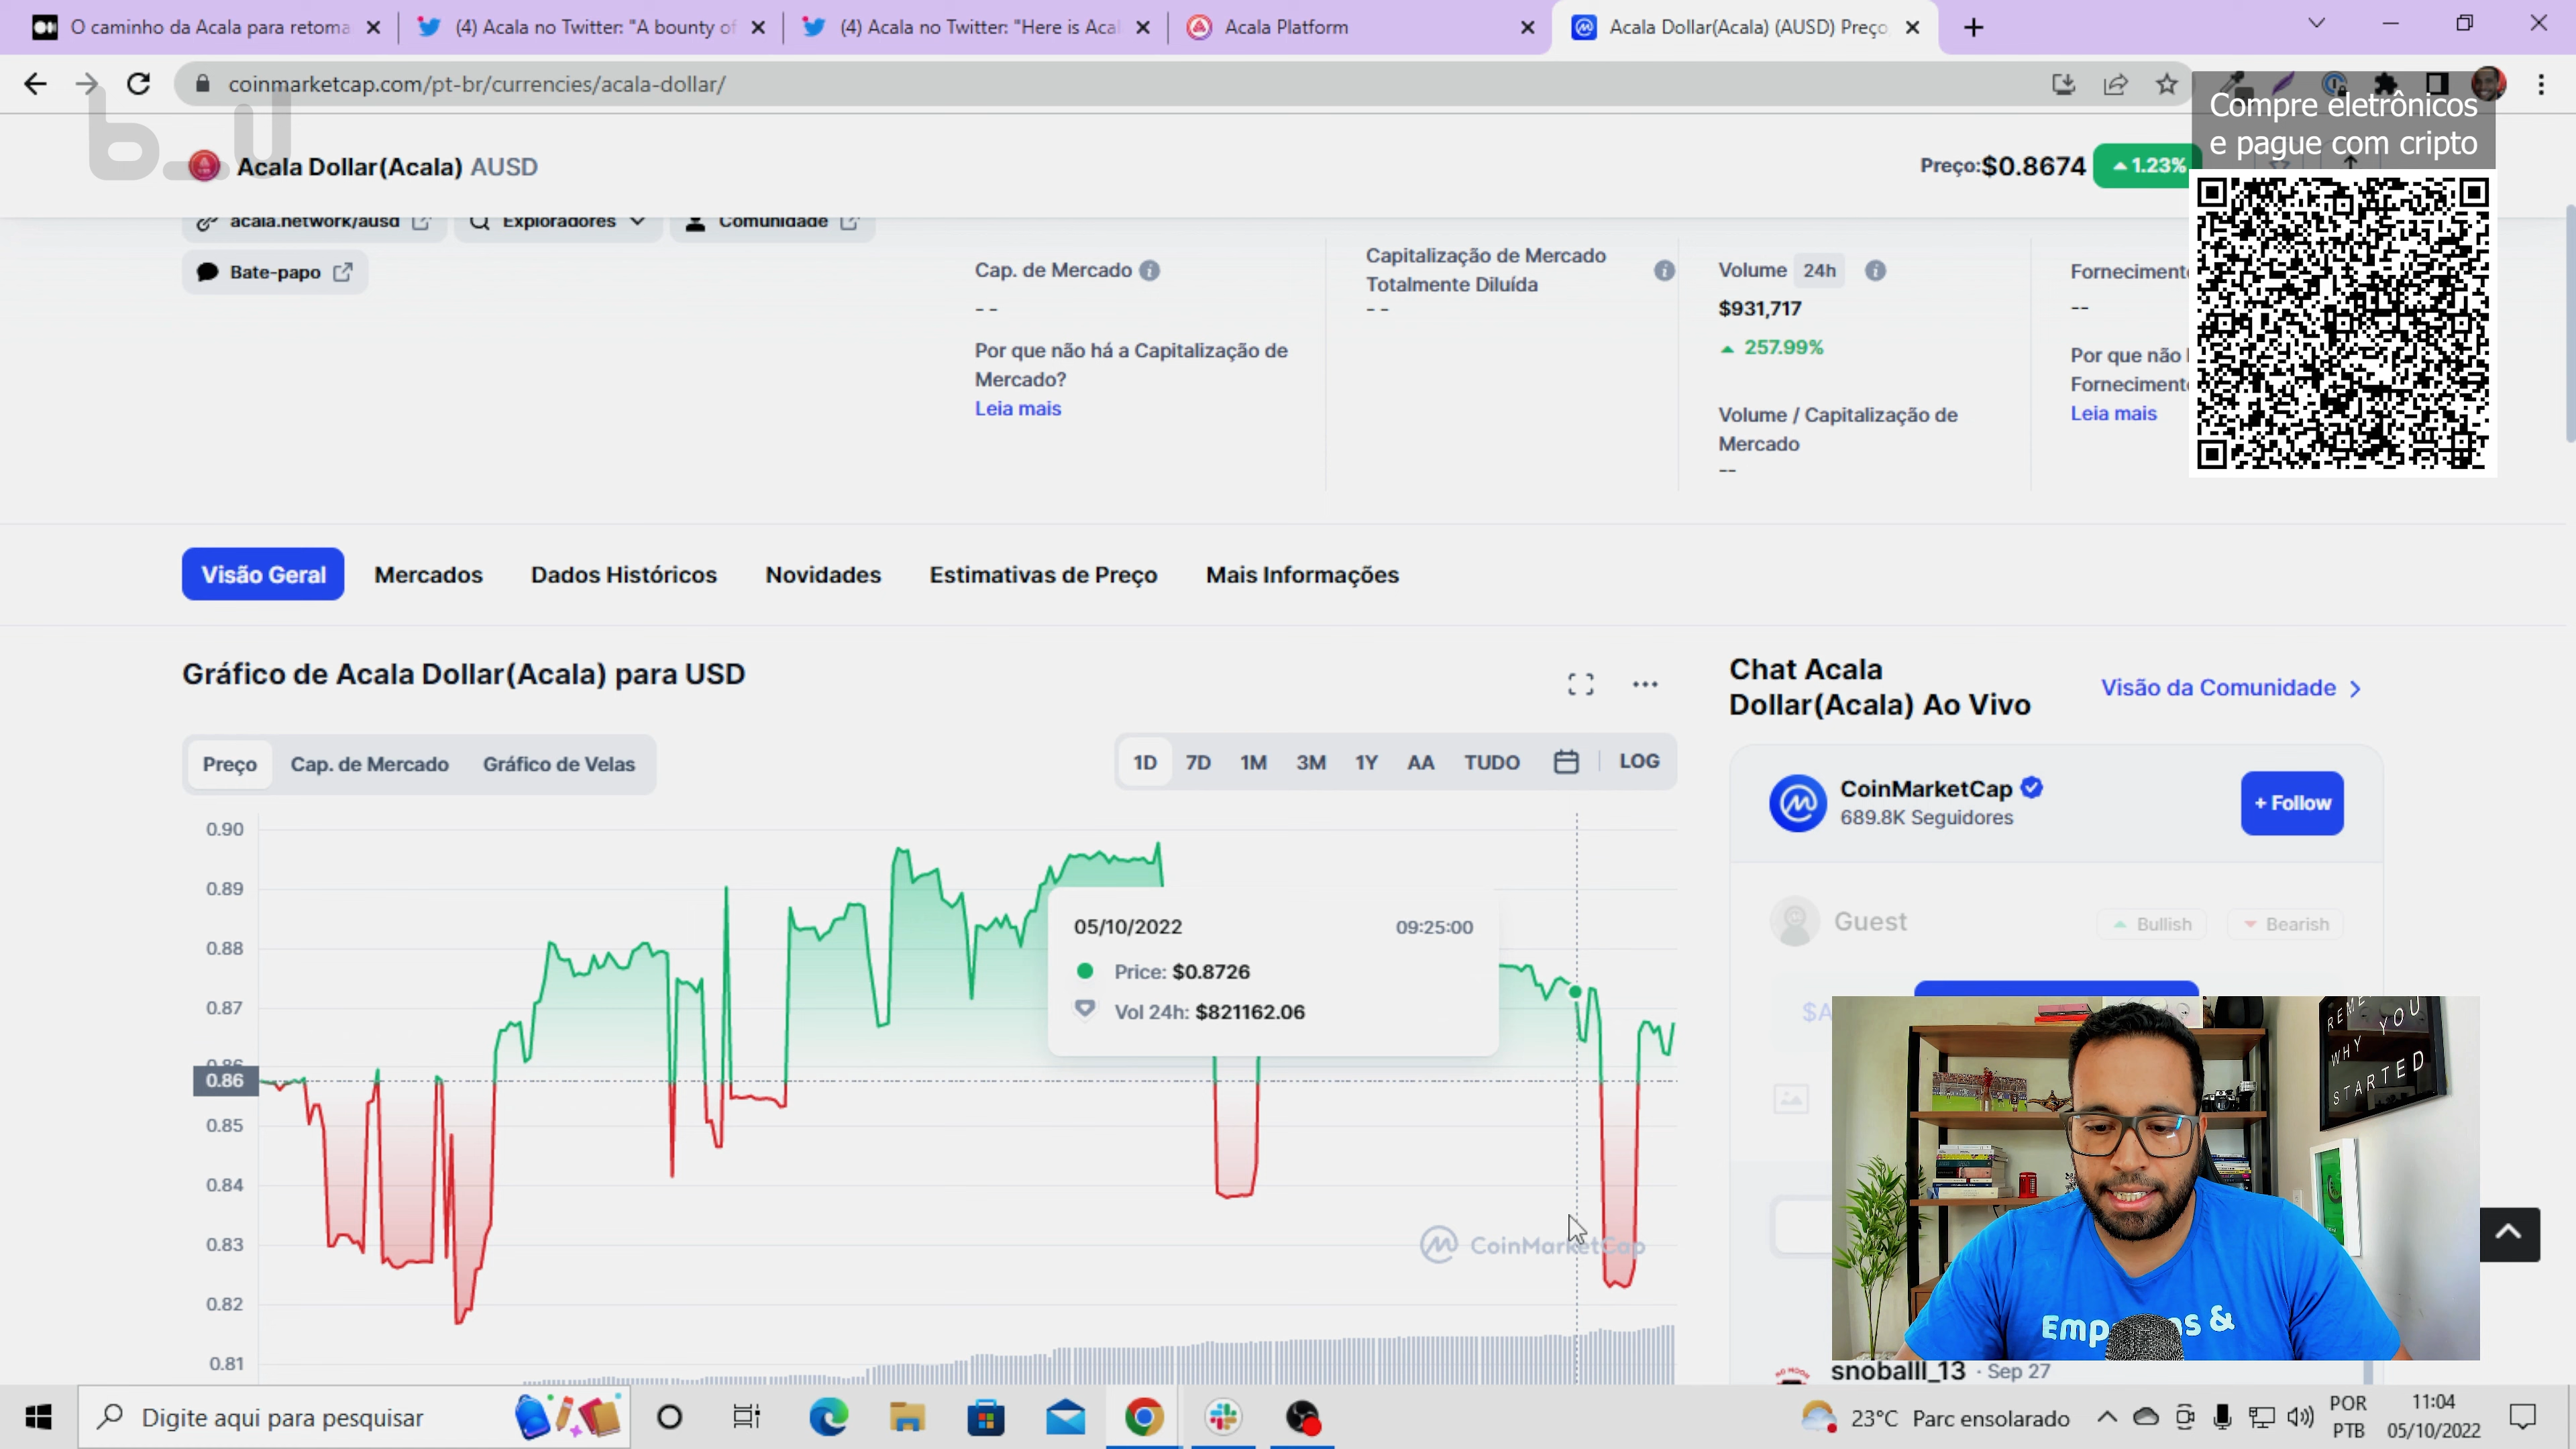 O caminho da Acala para retoma
(4) Acala no Twitter: "A bounty of
(4) Acala no Twitter: "Here is Acal
Acala Platform
Acala Dollar(Acala) (AUSD) Preço
coinmarketcap.com/pt-br/currencies/acala-dollar/
Compre eletrônicos
e pague com cripto
Acala Dollar(Acala) AUSD
Preço:$0.8674
1.23%
acala.network/ausd
Exploradores
Comunidade
Bate-papo
Cap. de Mercado
--
Por que não há a Capitalização de
Mercado?
Leia mais
Capitalização de Mercado
Totalmente Diluída
--
Volume 24h
$931,717
257.99%
Volume / Capitalização de
Mercado
--
Fornecimento
--
Por que não
Fornecimento
Leia mais
Visão Geral
Mercados
Dados Históricos
Novidades
Estimativas de Preço
Mais Informações
Gráfico de Acala Dollar(Acala) para USD
Preço
Cap. de Mercado
Gráfico de Velas
1D
7D
1M
3M
1Y
AA
TUDO
LOG
0.90
0.89
0.88
0.87
0.86
0.86
0.85
0.84
0.83
0.82
0.81
05/10/2022
09:25:00
Price: $0.8726
Vol 24h: $821162.06
CoinMarketCap
Chat Acala
Dollar(Acala) Ao Vivo
Visão da Comunidade
CoinMarketCap
689.8K Seguidores
+ Follow
Guest
Bullish
Bearish
$A
YOU
WHY
STARTED
&
snoballl_13 · Sep 27
Digite aqui para pesquisar
23°C Parc ensolarado
POR
PTB
11:04
05/10/2022